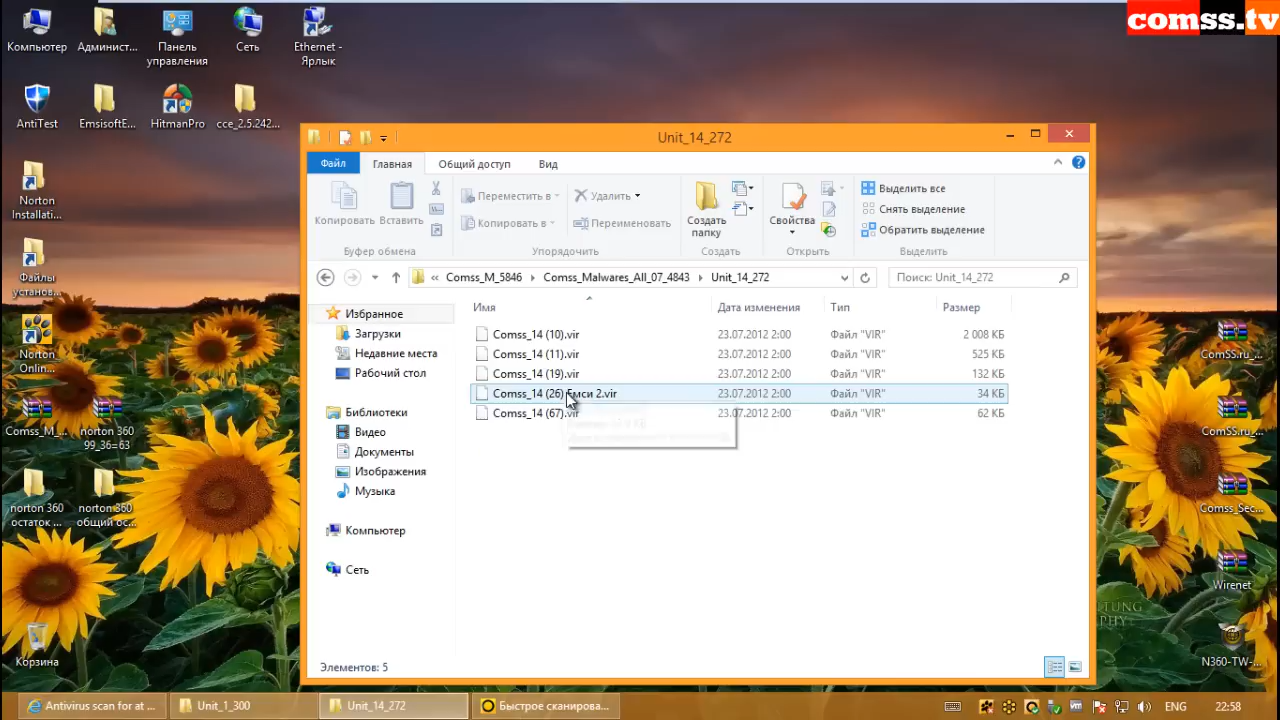 comss.tv
Компьютер
Админист...
Панель
управления
Сеть
Ethernet -
Ярлык
AntiTest
EmsisoftE...
HitmanPro
cce_2.5.242...
Norton
Installati...
Файлы
установ...
Norton
Onlin...
Comss_M_...
norton 360
99_36=63
norton 360
остаток ...
norton 360
общий ос...
Корзина
ComSS.ru_...
ComSS.ru_...
Comss_Sec...
Wirenet
N360-TW-...
Unit_14_272
Файл
Главная
Общий доступ
Вид
Копировать
Вставить
Переместить в
Копировать в
Удалить
Переименовать
Создать
папку
Свойства
Выделить все
Снять выделение
Обратить выделение
Буфер обмена
Упорядочить
Создать
Открыть
Выделить
« Comss_M_5846 Comss_Malwares_All_07_4843 Unit_14_272
Поиск: Unit_14_272
Избранное
Загрузки
Недавние места
Рабочий стол
Библиотеки
Видео
Документы
Изображения
Музыка
Компьютер
Сеть
Имя Дата изменения Тип Размер
Comss_14 (10).vir 23.07.2012 2:00 Файл "VIR" 2 008 КБ
Comss_14 (11).vir 23.07.2012 2:00 Файл "VIR" 525 КБ
Comss_14 (19).vir 23.07.2012 2:00 Файл "VIR" 132 КБ
Comss_14 (26) Емси 2.vir 23.07.2012 2:00 Файл "VIR" 34 КБ
Comss_14 (67).vir 23.07.2012 2:00 Файл "VIR" 62 КБ
Элементов: 5
Antivirus scan for at ...
Unit_1_300
Unit_14_272
Быстрое сканирова...
ENG
22:58